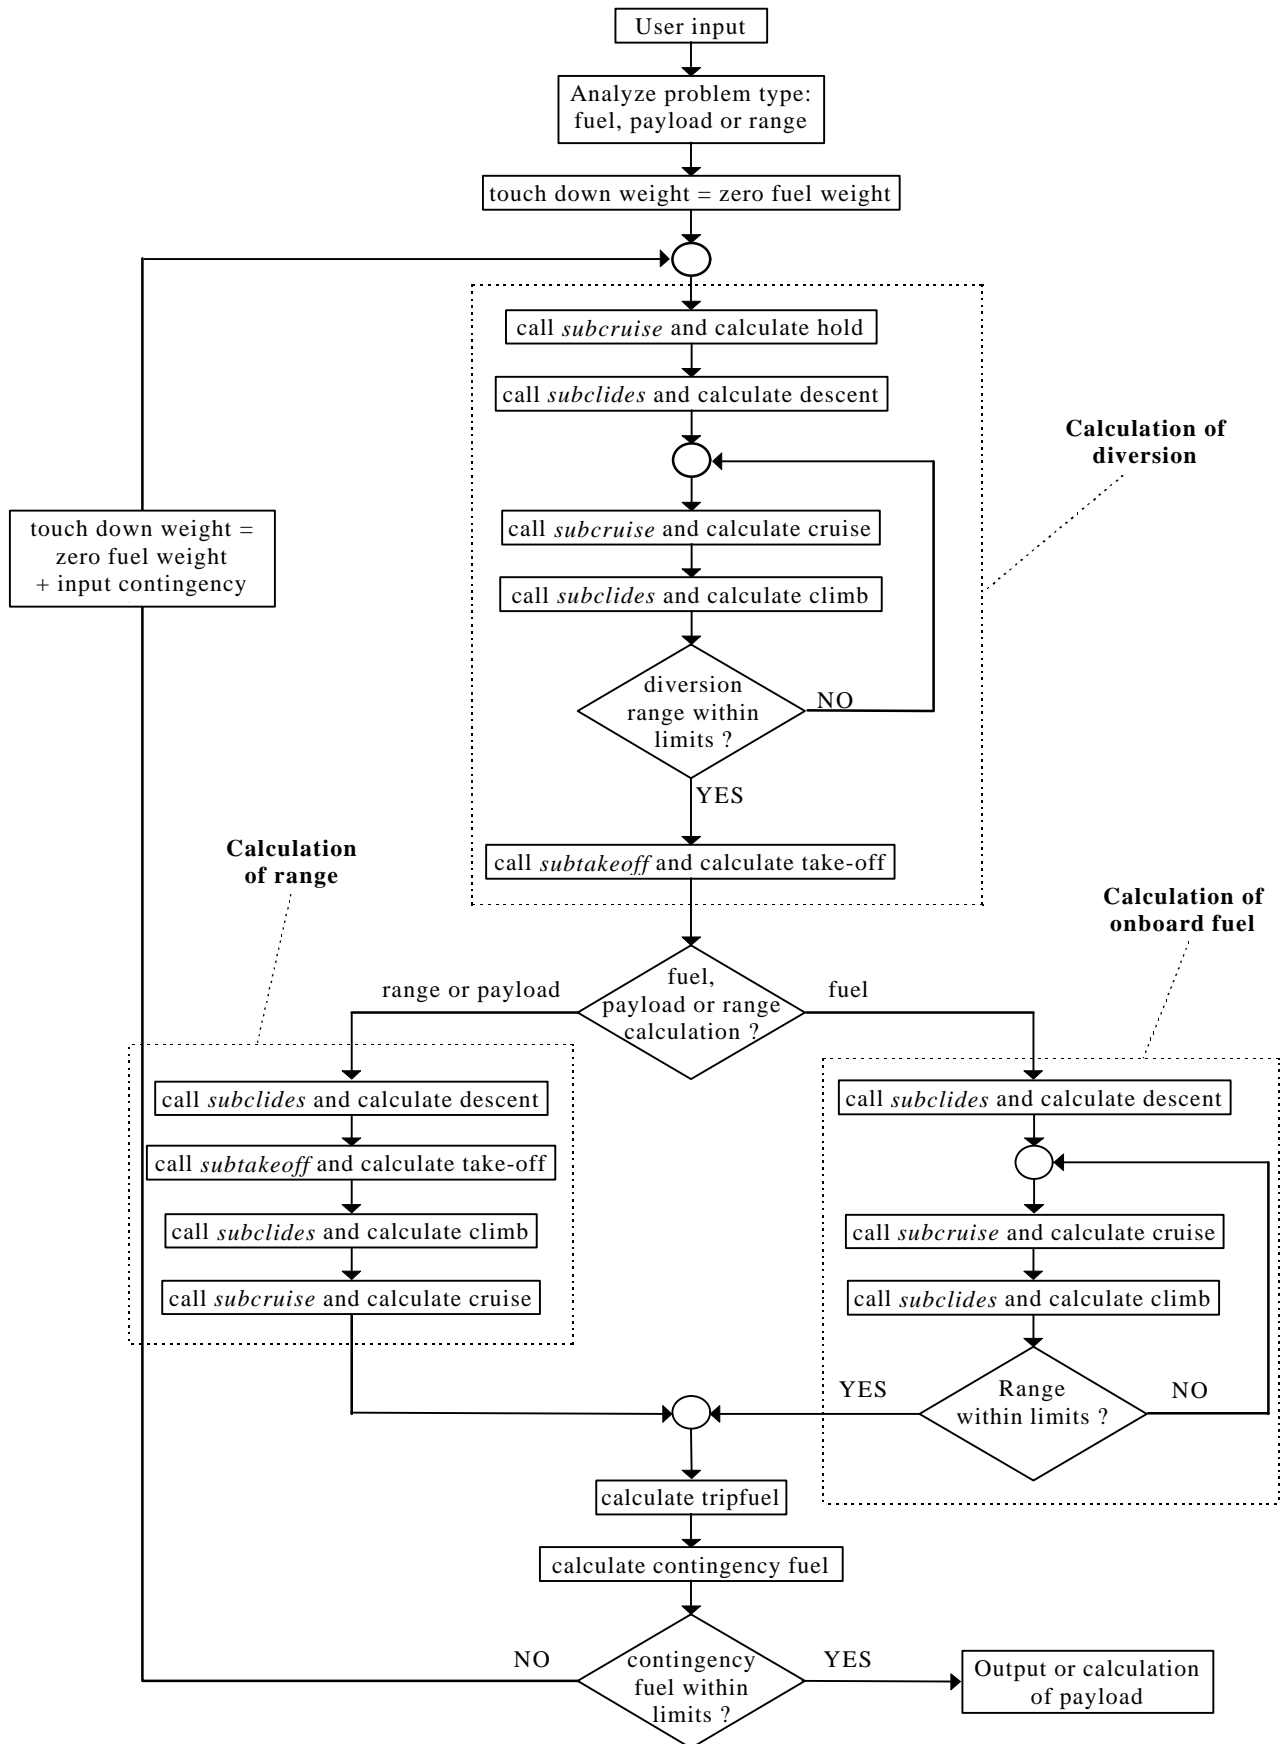 User input
Analyze problem type:
fuel, payload or range
touch down weight = zero fuel weight
call subcruise and calculate hold
call subclides and calculate descent
Calculation of
diversion
call subcruise and calculate cruise
touch down weight =
zero fuel weight
+ input contingency
call subclides and calculate climb
diversion
range within
limits ?
NO
YES
call subtakeoff and calculate take-off
Calculation
of range
Calculation of
onboard fuel
fuel,
payload or range
calculation ?
range or payload
fuel
call subclides and calculate descent
call subtakeoff and calculate take-off
call subclides and calculate climb
call subcruise and calculate cruise
call subclides and calculate descent
call subcruise and calculate cruise
call subclides and calculate climb
Range
within limits ?
YES
NO
calculate tripfuel
calculate contingency fuel
contingency
fuel within
limits ?
NO
YES
Output or calculation
of payload